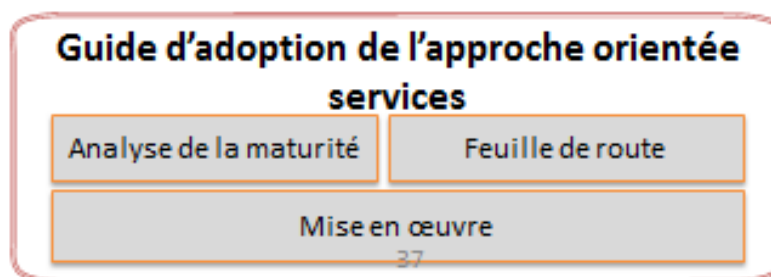 Guide d'adoption de l'approche orientée
services
Analyse de la maturité
Feuille de route
Mise en œuvre
37